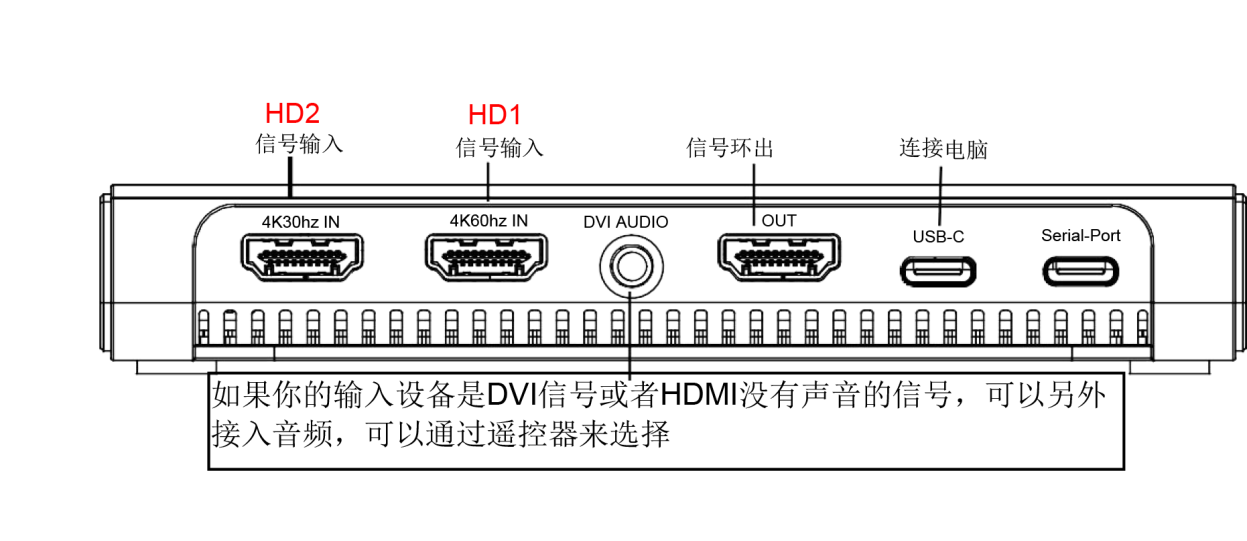 HD2
HD1
信号输入
信号输入
信号环出
连接电脑
4K30hz IN
4K60hz IN
DVI AUDIO
OUT
USB-C
Serial-Port
如果你的输入设备是DVI信号或者HDMI没有声音的信号，可以另外
接入音频，可以通过遥控器来选择